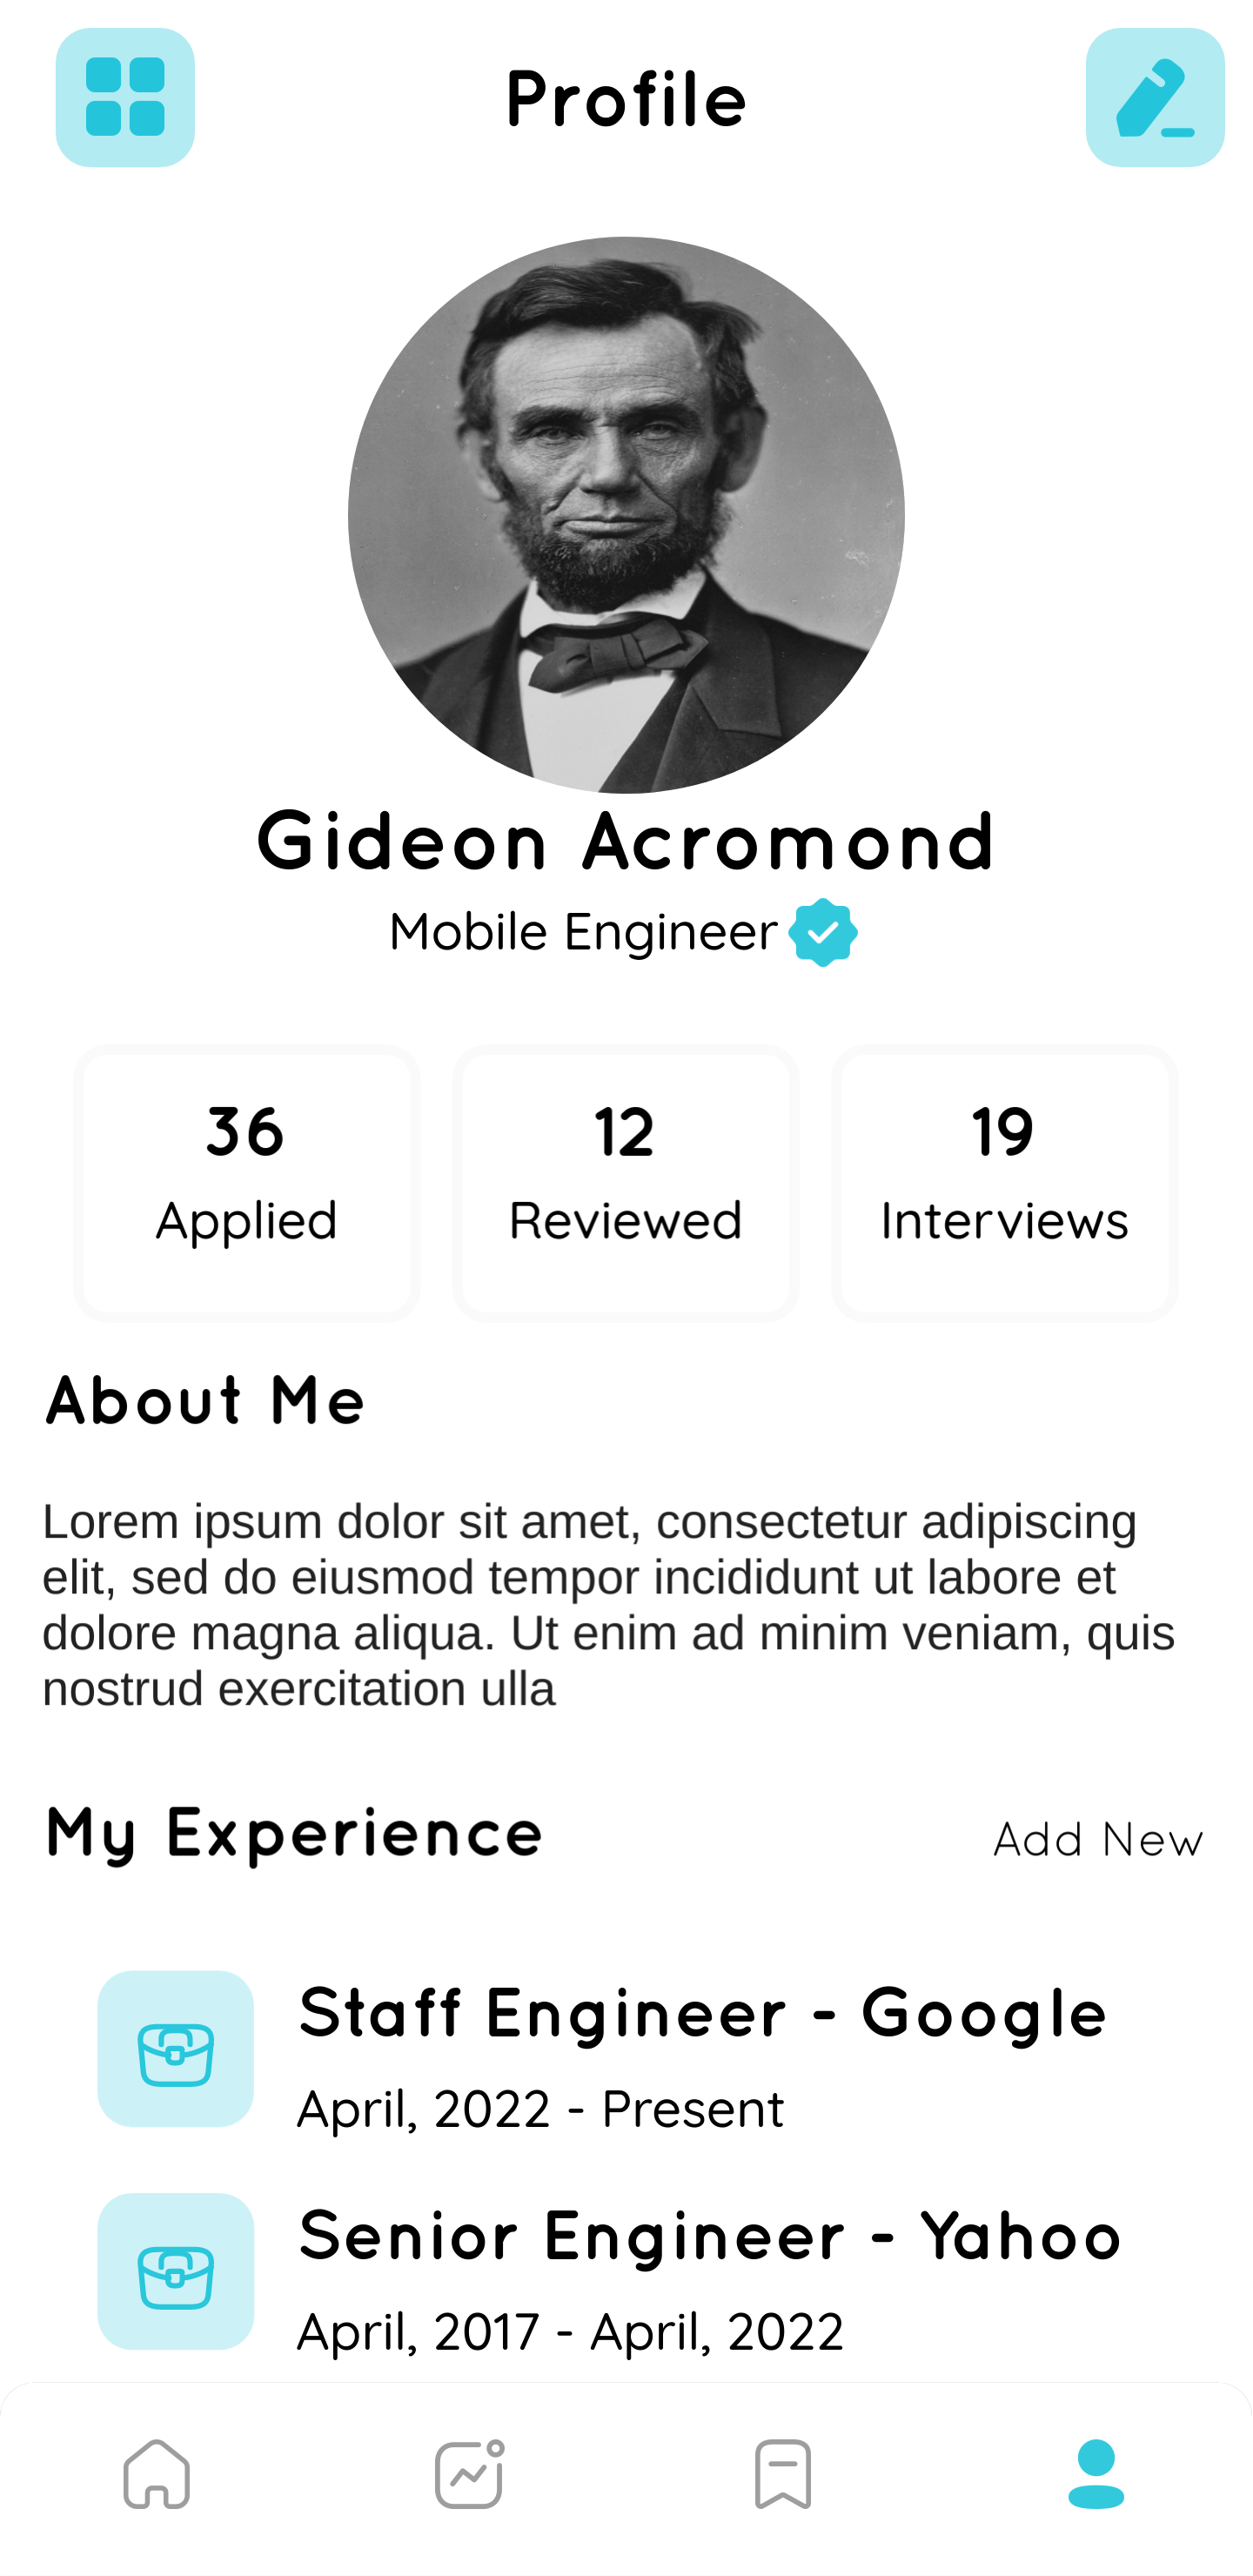 Profile
Gideon Acromond
Mobile Engineer
36
Applied
12
Reviewed
19
Interviews
About Me
Lorem ipsum dolor sit amet, consectetur adipiscing
elit, sed do eiusmod tempor incididunt ut labore et
dolore magna aliqua. Ut enim ad minim veniam, quis
nostrud exercitation ulla
My Experience
Add New
Staff Engineer - Google
April, 2022 - Present
Senior Engineer - Yahoo
April, 2017 - April, 2022